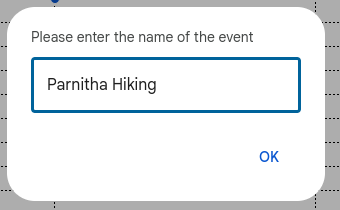 Please enter the name of the event
Parnitha Hiking
OK